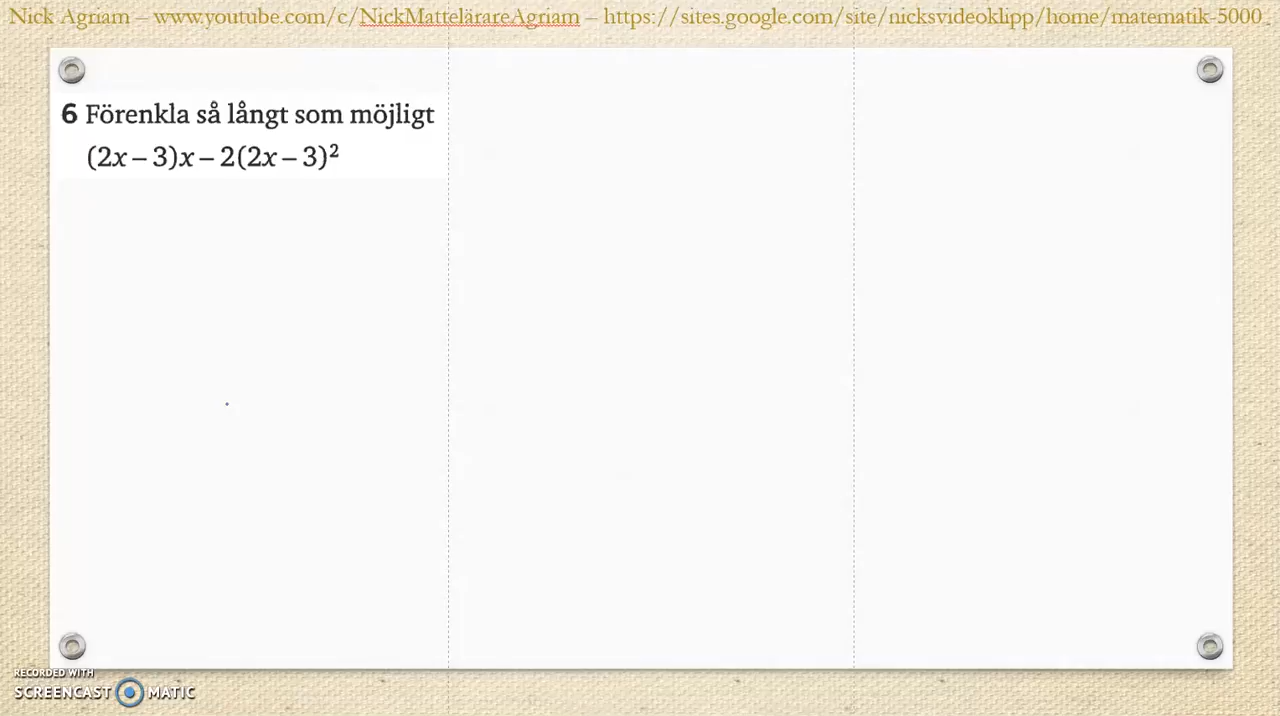 Nick Agriam – www.youtube.com/c/NickMattelärareAgriam – https://sites.google.com/site/nicksvideoklipp/home/matematik-5000
6 Förenkla så långt som möjligt
(2x – 3)x – 2(2x – 3)²
RECORDED WITH
SCREENCAST MATIC